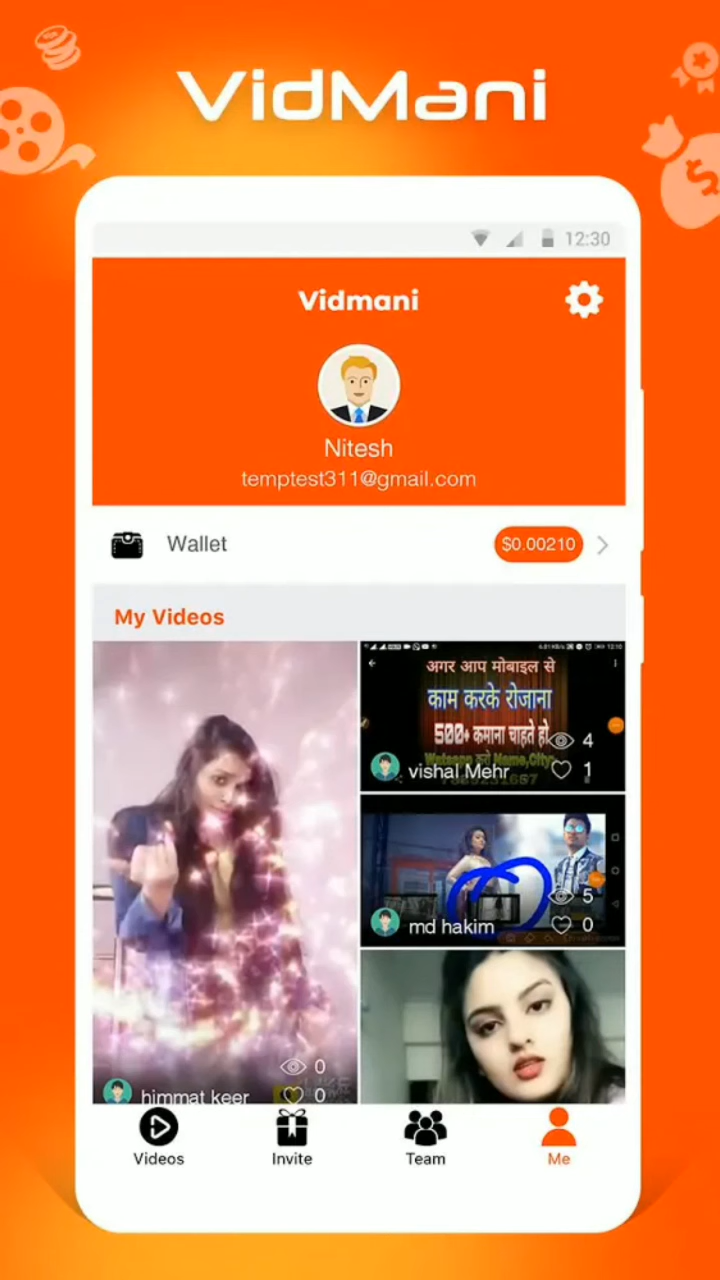 VidMani
12:30
Vidmani
Nitesh
temptest311@gmail.com
Wallet
$0.00210
My Videos
अगर आप मोबाइल से
काम करके रोजाना
500+ कमाना चाहते हो
4
vishal Mehr
1
5
md hakim
0
0
himmat keer
0
Videos
Invite
Team
Me